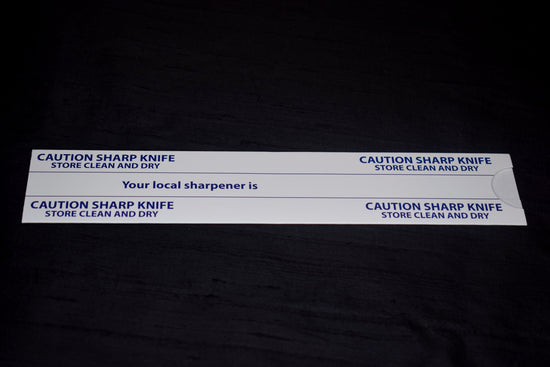 CAUTION SHARP KNIFE
STORE CLEAN AND DRY
CAUTION SHARP KNIFE
STORE CLEAN AND DRY
Your local sharpener is
CAUTION SHARP KNIFE
STORE CLEAN AND DRY
CAUTION SHARP KNIFE
STORE CLEAN AND DRY